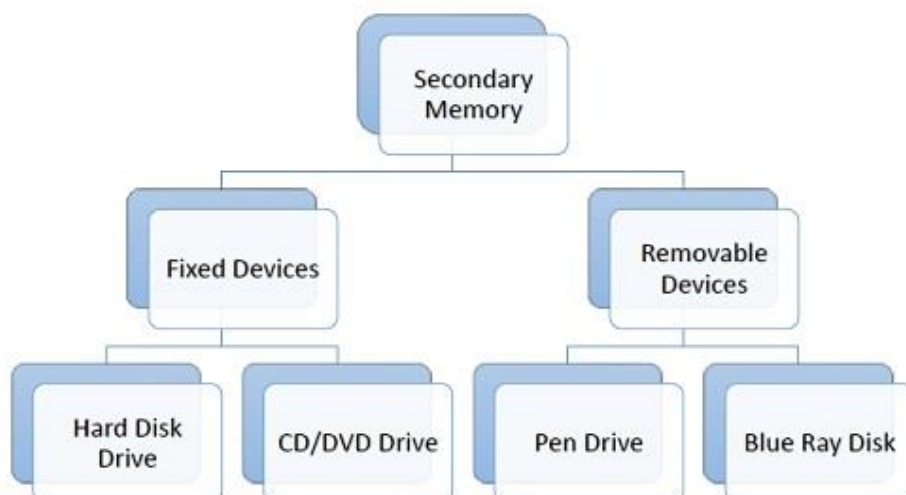 Secondary
Memory
Fixed Devices
Removable
Devices
Hard Disk
Drive
CD/DVD Drive
Pen Drive
Blue Ray Disk